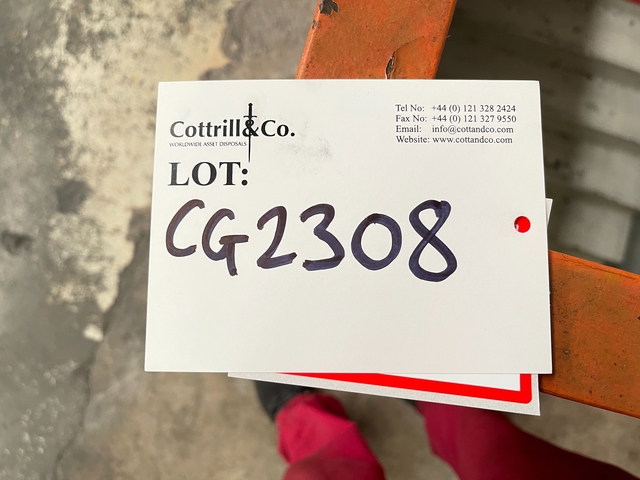 Cottrill&Co.
WORLDWIDE ASSET DISPOSALS
Tel No: +44 (0) 121 328 2424
Fax No: +44 (0) 121 327 9550
Email: info@cottandco.com
Website: www.cottandco.com
LOT:
CG2308